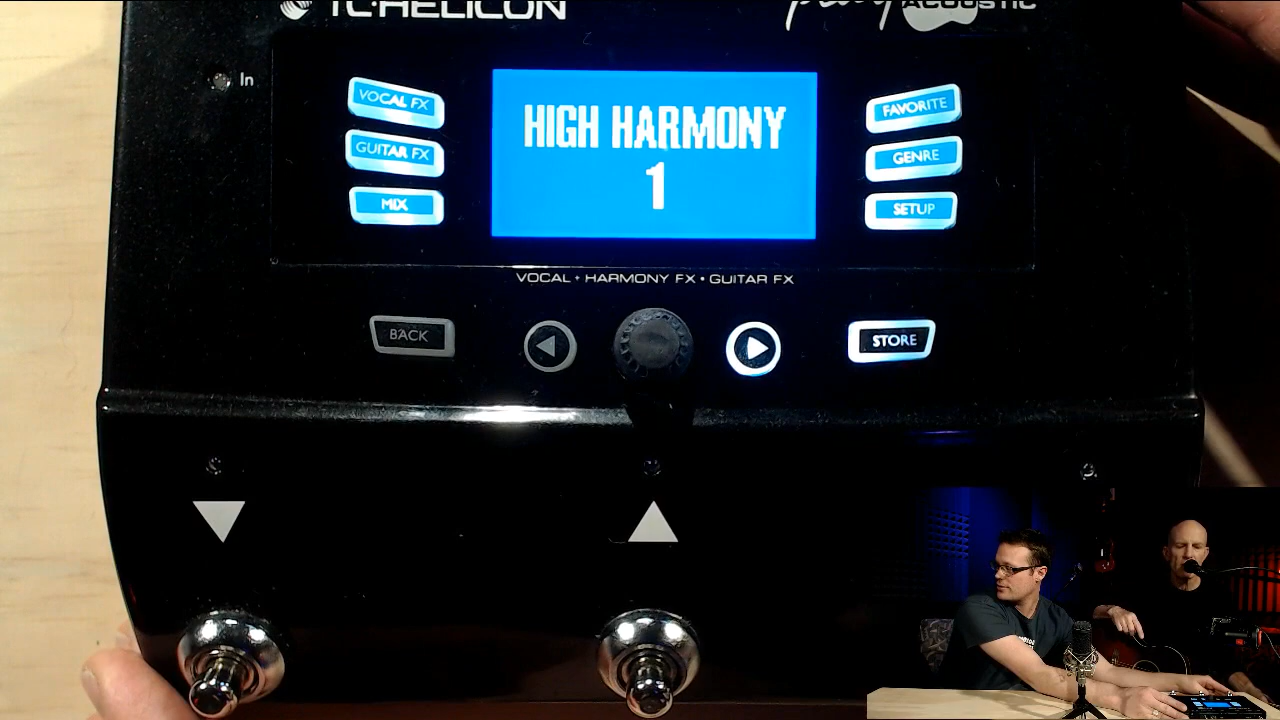 TC·HELICON
play ACOUSTIC
In
VOCAL FX
GUITAR FX
MIX
HIGH HARMONY
1
FAVORITE
GENRE
SETUP
VOCAL • HARMONY FX • GUITAR FX
BACK
STORE